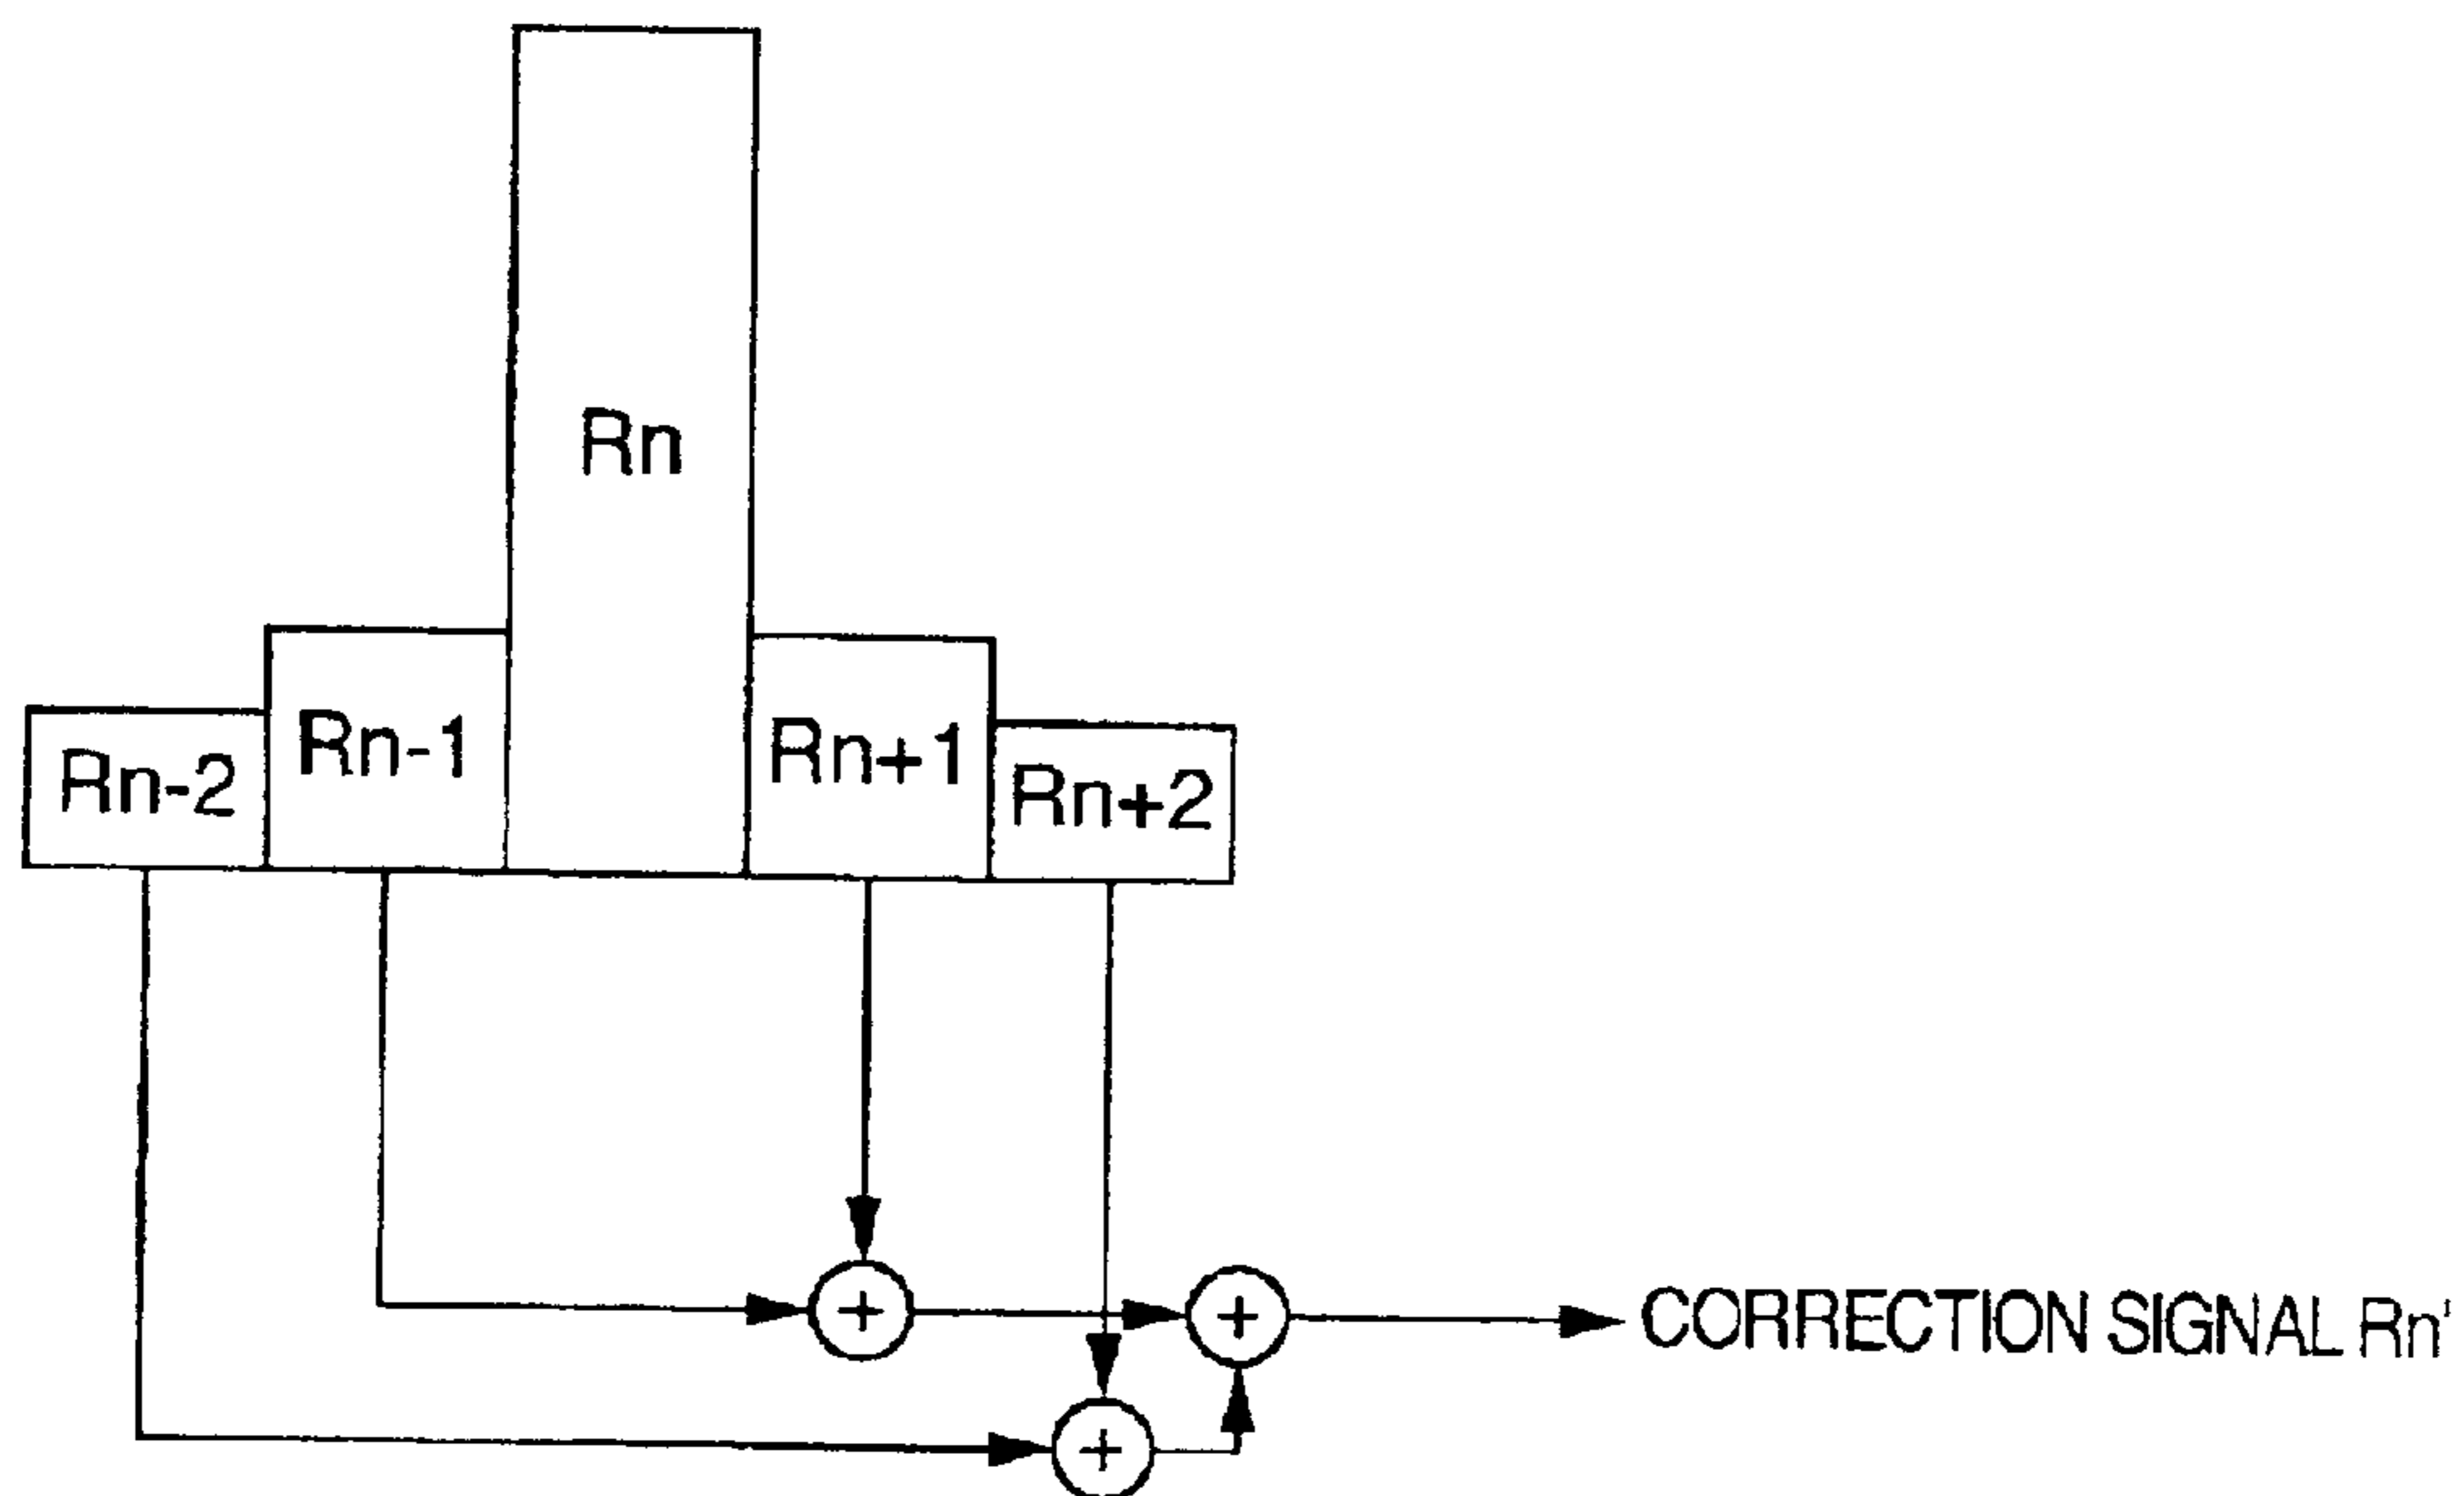 Rn
Rn-2
Rn-1
Rn+1
Rn+2
+
+
CORRECTION SIGNAL Rn'
+